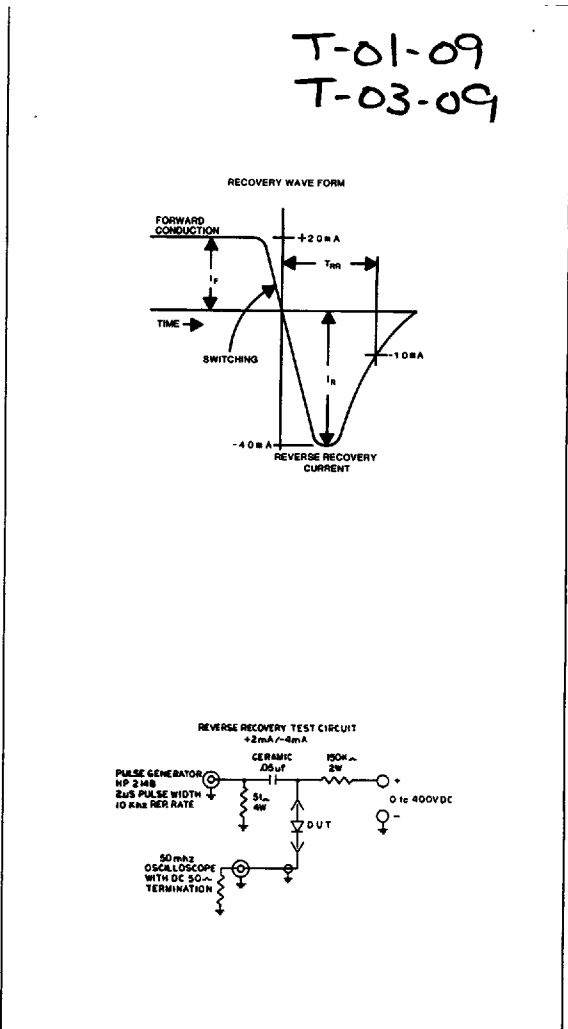 T-01-09
T-03-09
RECOVERY WAVE FORM
FORWARD
CONDUCTION
+20mA
TRR
IF
TIME
SWITCHING
-10mA
IR
-40mA
REVERSE RECOVERY
CURRENT
REVERSE RECOVERY TEST CIRCUIT
+2mA/-4mA
CERAMIC
.05uf
150K~
2W
PULSE GENERATOR
HP 214B
2uS PULSE WIDTH
10 Khz REP. RATE
51~
4W
+
0 to 400VDC
-
DUT
50mhz
OSCILLOSCOPE
WITH DC 50~
TERMINATION